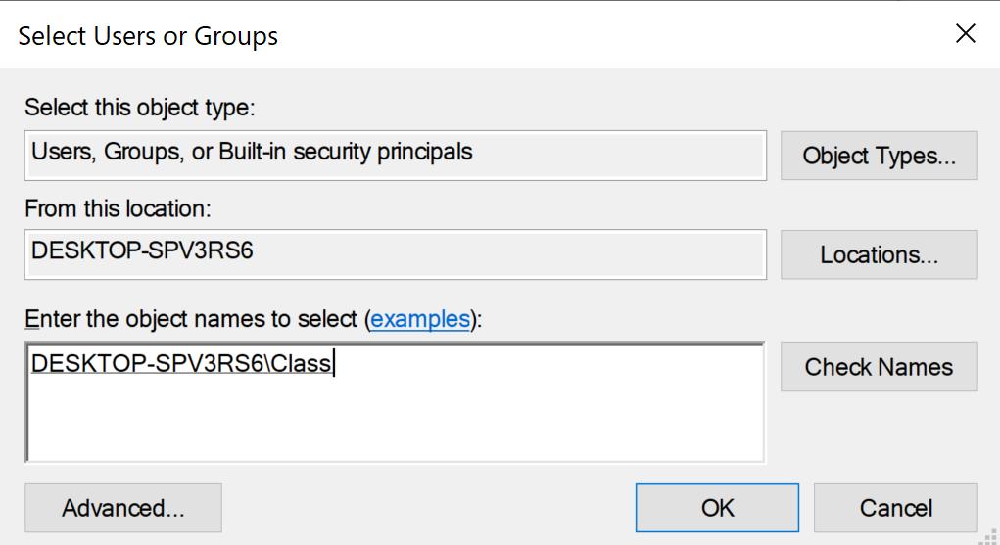 Select Users or Groups
Select this object type:
Users, Groups, or Built-in security principals
Object Types...
From this location:
DESKTOP-SPV3RS6
Locations...
Enter the object names to select (examples):
DESKTOP-SPV3RS6\Class
Check Names
Advanced...
OK
Cancel